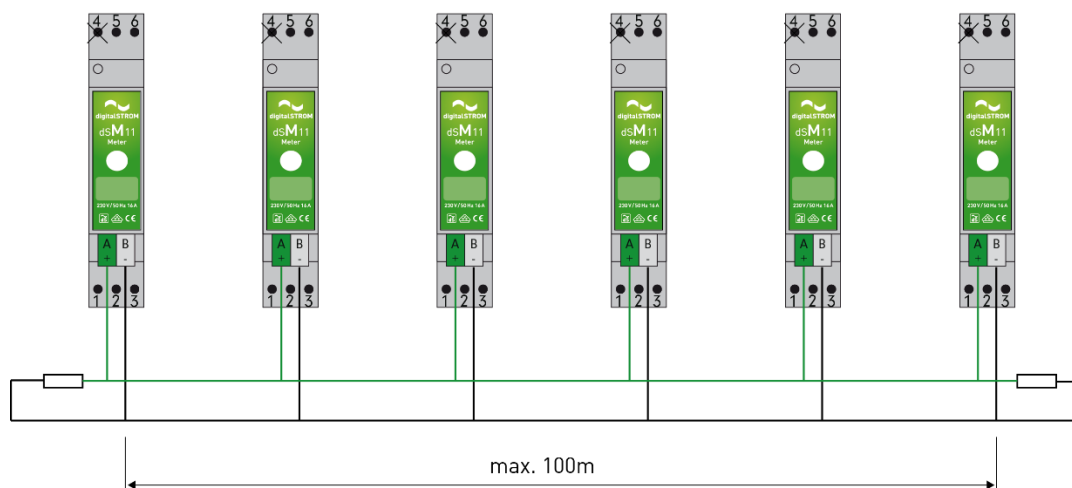 4 5 6
4 5 6
4 5 6
4 5 6
4 5 6
4 5 6
digitalSTROM
dSM11
Meter
230V/50Hz 16A
CE
A B
+ -
1 2 3
digitalSTROM
dSM11
Meter
230V/50Hz 16A
CE
A B
+ -
1 2 3
digitalSTROM
dSM11
Meter
230V/50Hz 16A
CE
A B
+ -
1 2 3
digitalSTROM
dSM11
Meter
230V/50Hz 16A
CE
A B
+ -
1 2 3
digitalSTROM
dSM11
Meter
230V/50Hz 16A
CE
A B
+ -
1 2 3
digitalSTROM
dSM11
Meter
230V/50Hz 16A
CE
A B
+ -
1 2 3
max. 100m